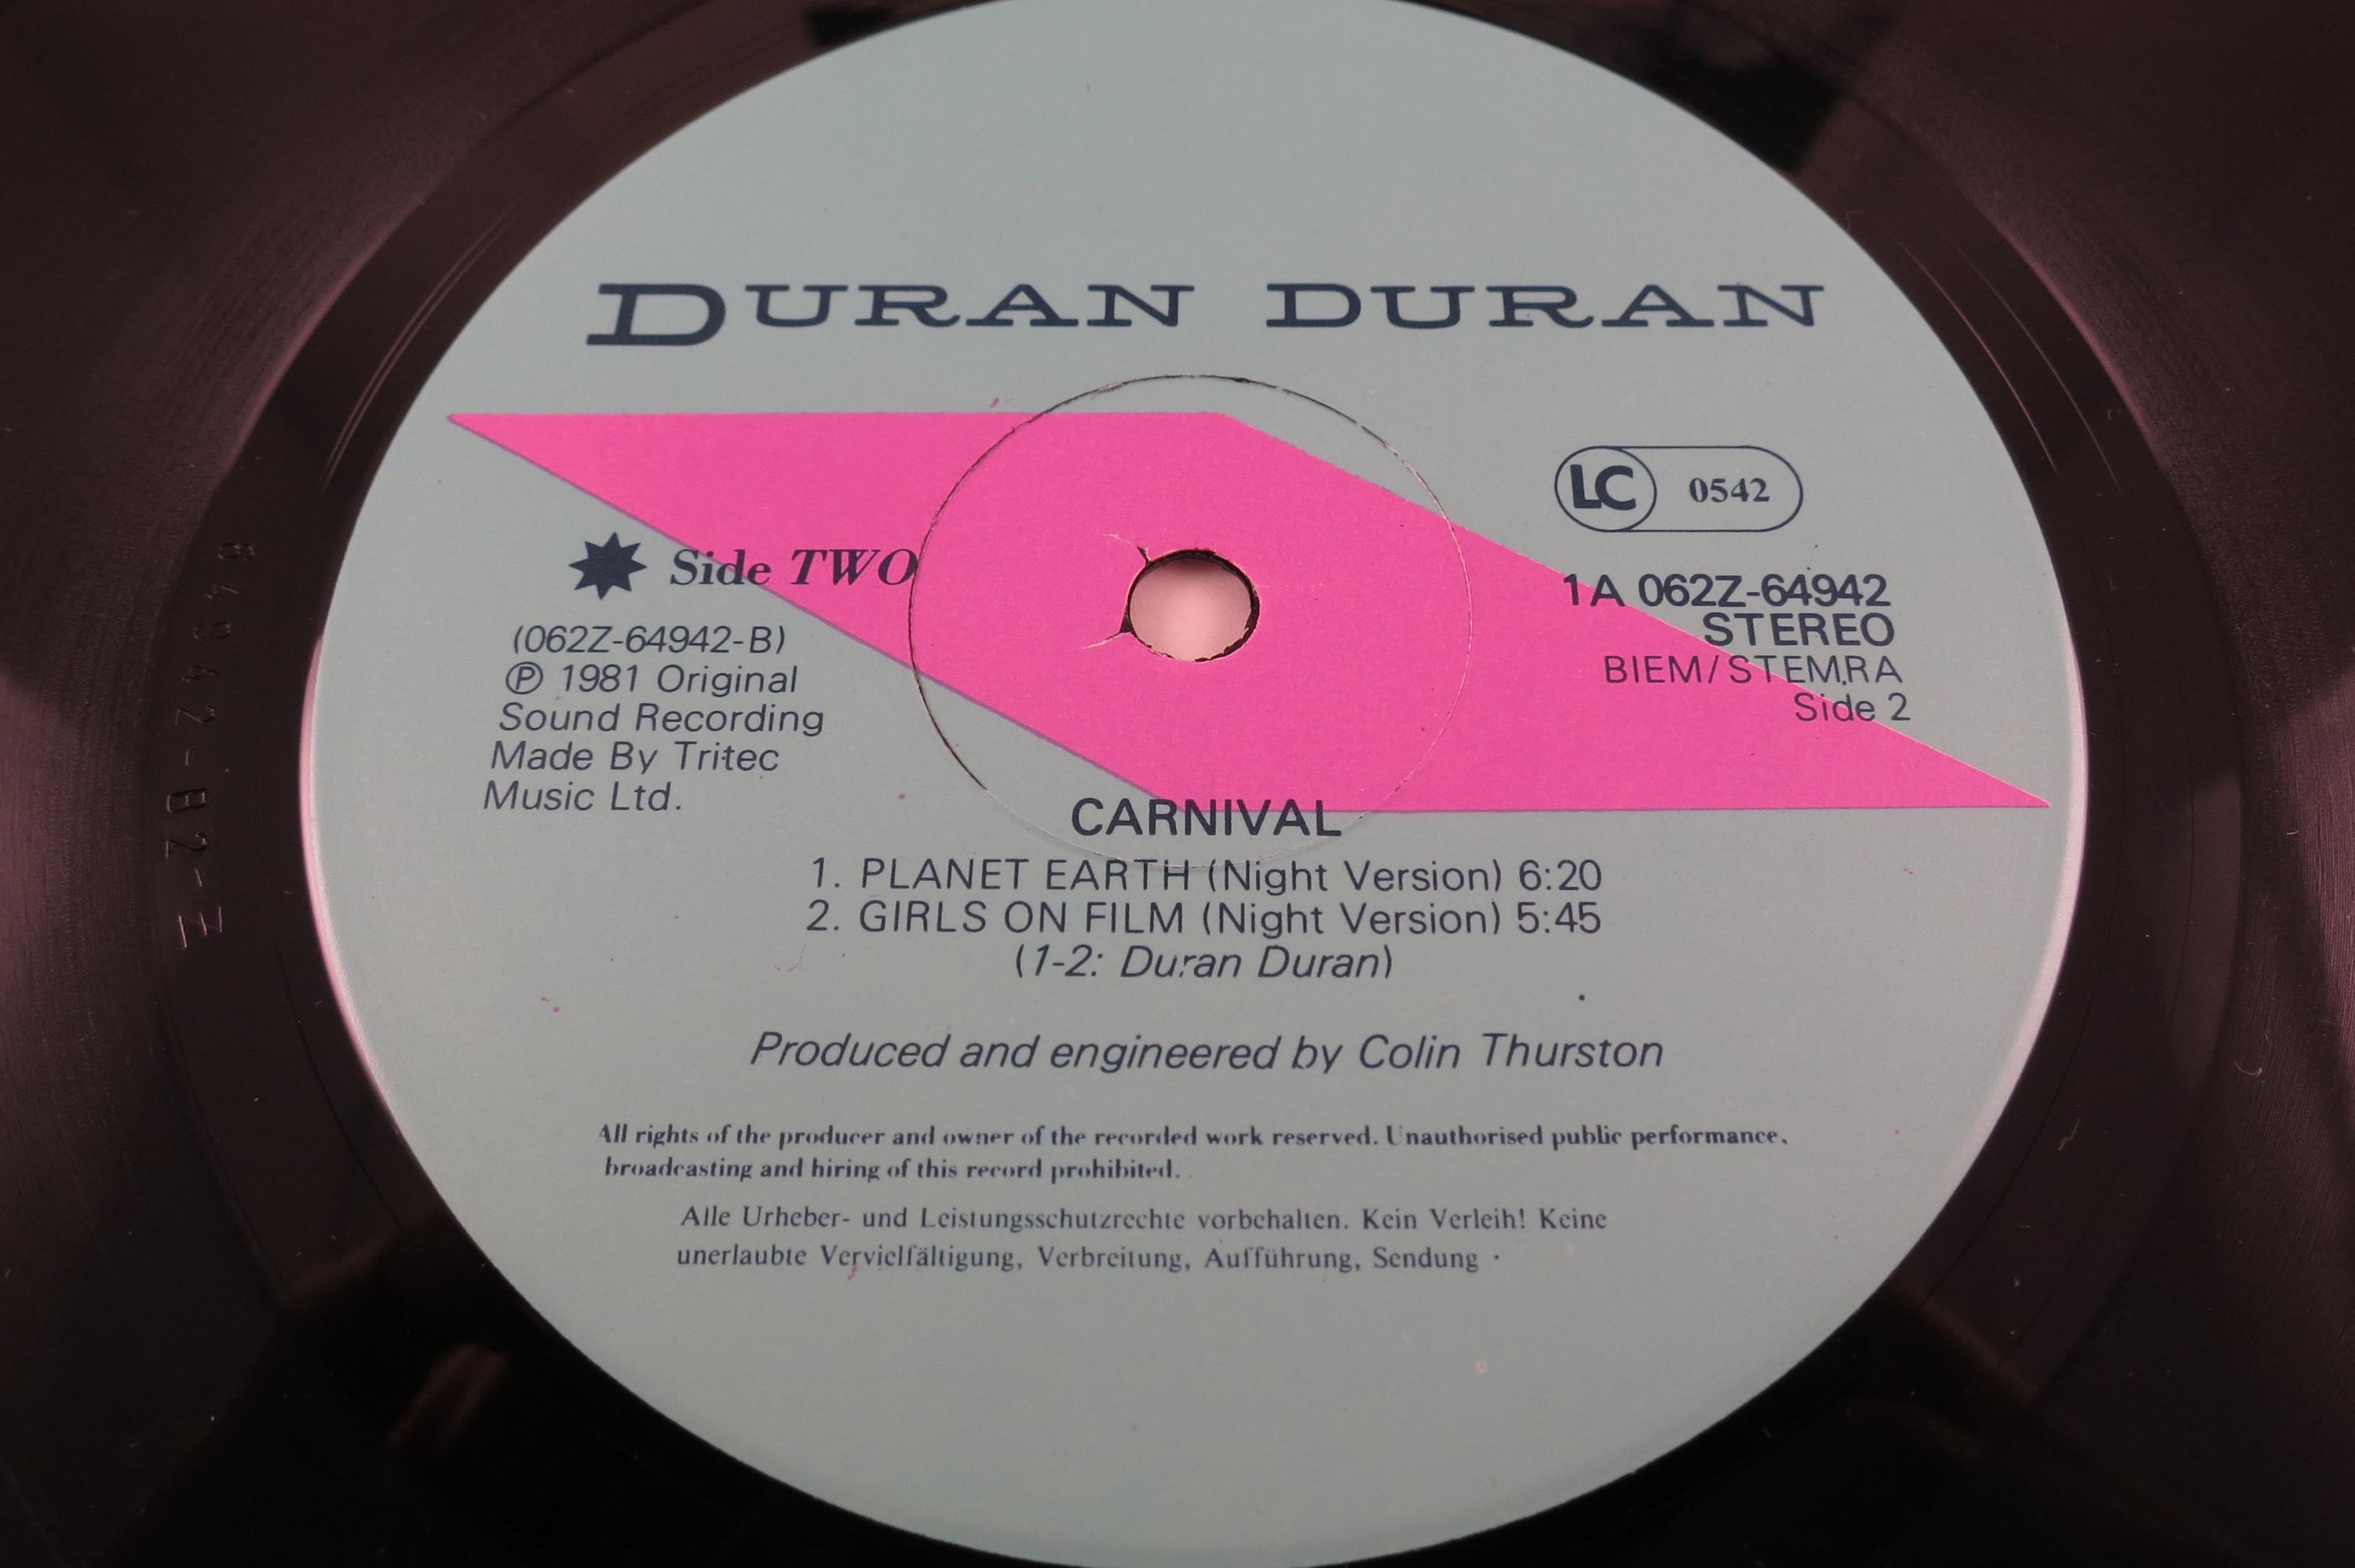 DURAN DURAN
LC 0542
Side TWO
(062Z-64942-B)
℗ 1981 Original
Sound Recording
Made By Tritec
Music Ltd.
1A 062Z-64942
STEREO
BIEM/STEMRA
Side 2
CARNIVAL
1. PLANET EARTH (Night Version) 6:20
2. GIRLS ON FILM (Night Version) 5:45
(1-2: Duran Duran)
Produced and engineered by Colin Thurston
All rights of the producer and owner of the recorded work reserved. Unauthorised public performance,
broadcasting and hiring of this record prohibited.
Alle Urheber- und Leistungsschutzrechte vorbehalten. Kein Verleih! Keine
unerlaubte Vervielfältigung, Verbreitung, Aufführung, Sendung ·
64942-B2-Z